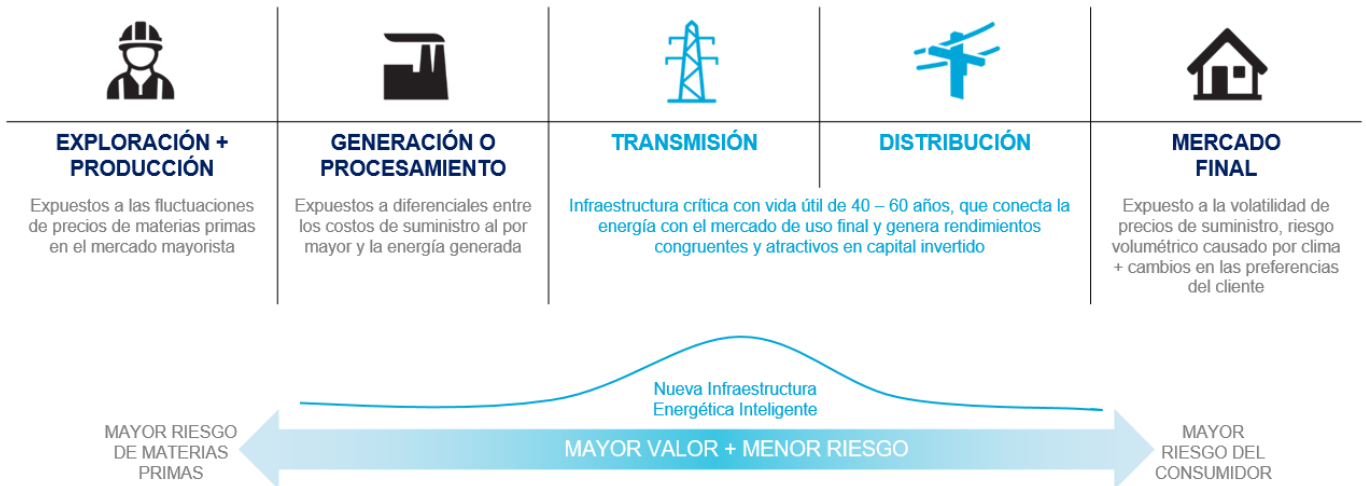 EXPLORACIÓN +
PRODUCCIÓN
Expuestos a las fluctuaciones
de precios de materias primas
en el mercado mayorista
GENERACIÓN O
PROCESAMIENTO
Expuestos a diferenciales entre
los costos de suministro al por
mayor y la energía generada
TRANSMISIÓN
DISTRIBUCIÓN
Infraestructura crítica con vida útil de 40 – 60 años, que conecta la
energía con el mercado de uso final y genera rendimientos
congruentes y atractivos en capital invertido
MERCADO
FINAL
Expuesto a la volatilidad de
precios de suministro, riesgo
volumétrico causado por clima
+ cambios en las preferencias
del cliente
Nueva Infraestructura
Energética Inteligente
MAYOR RIESGO
DE MATERIAS
PRIMAS
MAYOR VALOR + MENOR RIESGO
MAYOR
RIESGO DEL
CONSUMIDOR